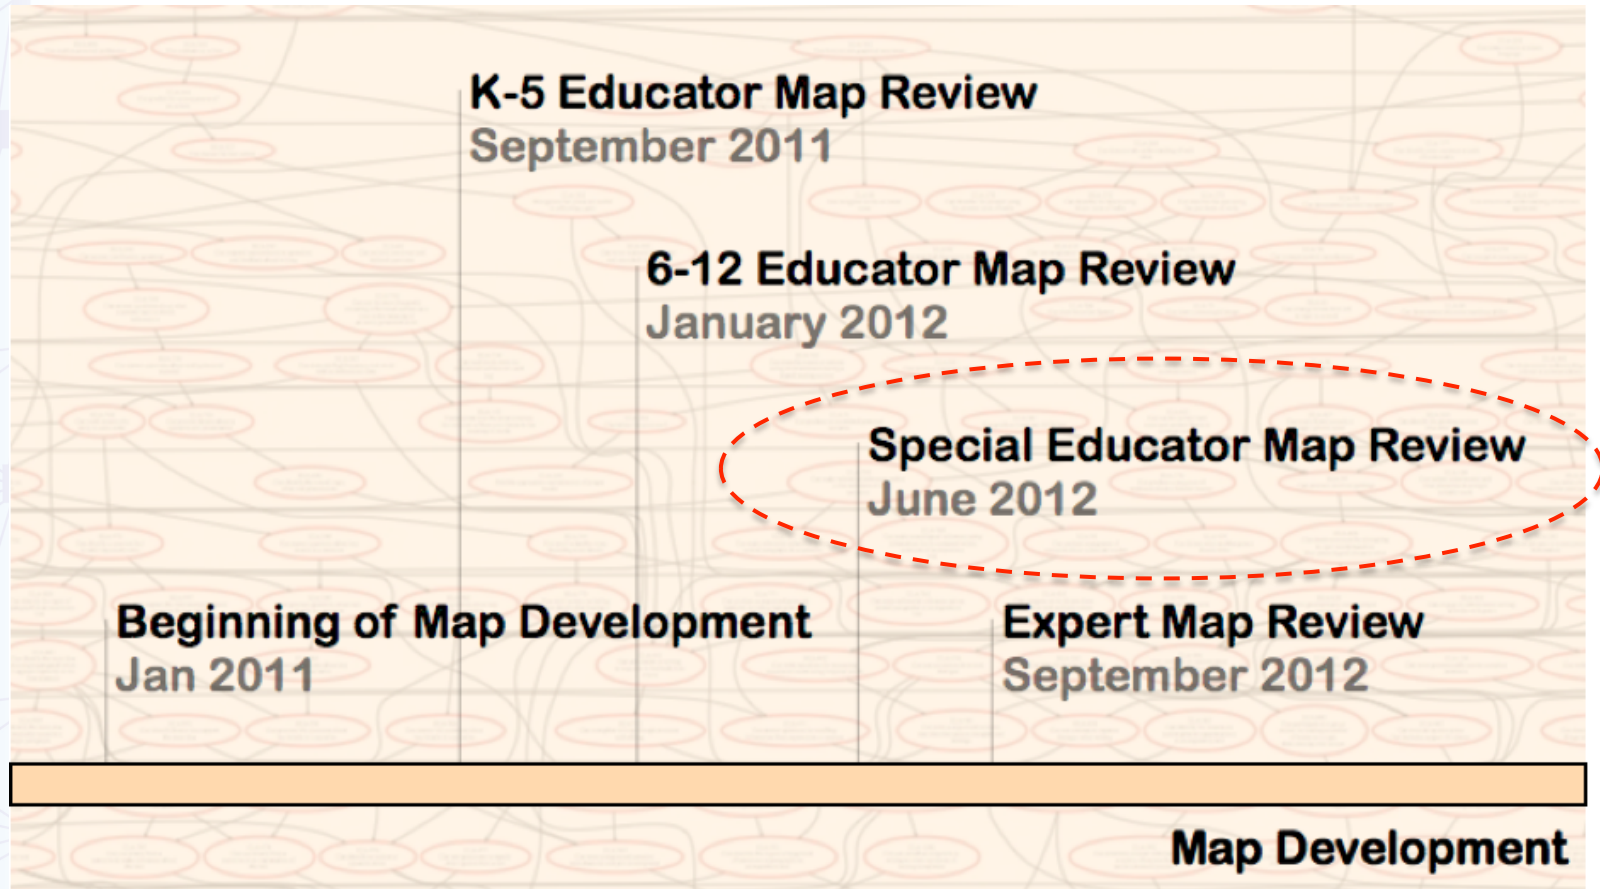 K-5 Educator Map Review
September 2011
6-12 Educator Map Review
January 2012
Special Educator Map Review
June 2012
Beginning of Map Development
Jan 2011
Expert Map Review
September 2012
Map Development